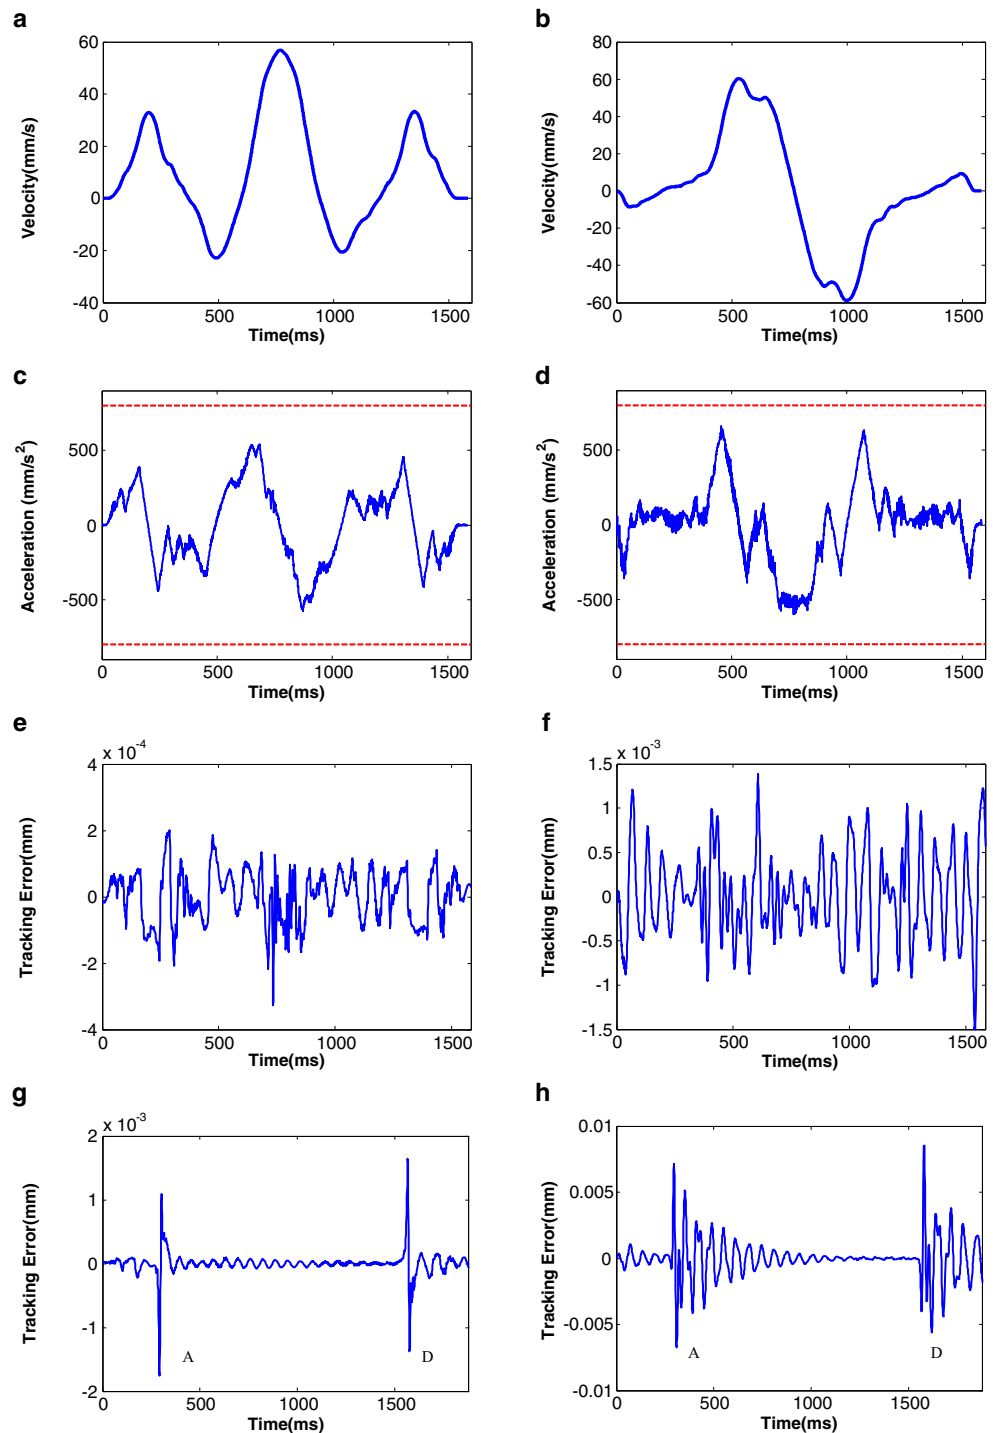 a
60
40
20
0
-20
-40
Velocity(mm/s)
0 500 1000 1500
Time(ms)
b
80
60
40
20
0
-20
-40
-60
Velocity(mm/s)
0 500 1000 1500
Time(ms)
c
500
0
-500
Acceleration (mm/s²)
0 500 1000 1500
Time(ms)
d
500
0
-500
Acceleration (mm/s²)
0 500 1000 1500
Time(ms)
e
x 10⁻⁴
4
2
0
-2
-4
Tracking Error(mm)
0 500 1000 1500
Time(ms)
f
x 10⁻³
1.5
1
0.5
0
-0.5
-1
-1.5
Tracking Error(mm)
0 500 1000 1500
Time(ms)
g
x 10⁻³
2
1
0
-1
-2
Tracking Error(mm)
A
D
0 500 1000 1500
Time(ms)
h
0.01
0.005
0
-0.005
-0.01
Tracking Error(mm)
A
D
0 500 1000 1500
Time(ms)